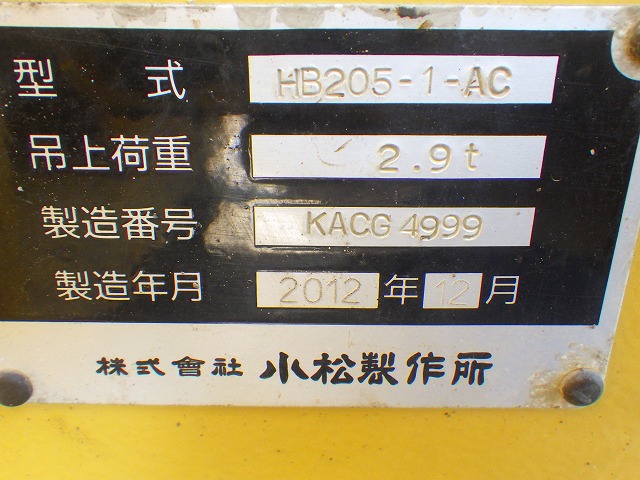 型式 HB205-1-AC
吊上荷重 2.9t
製造番号 KACG 4999
製造年月 2012年12月
株式會社 小松製作所